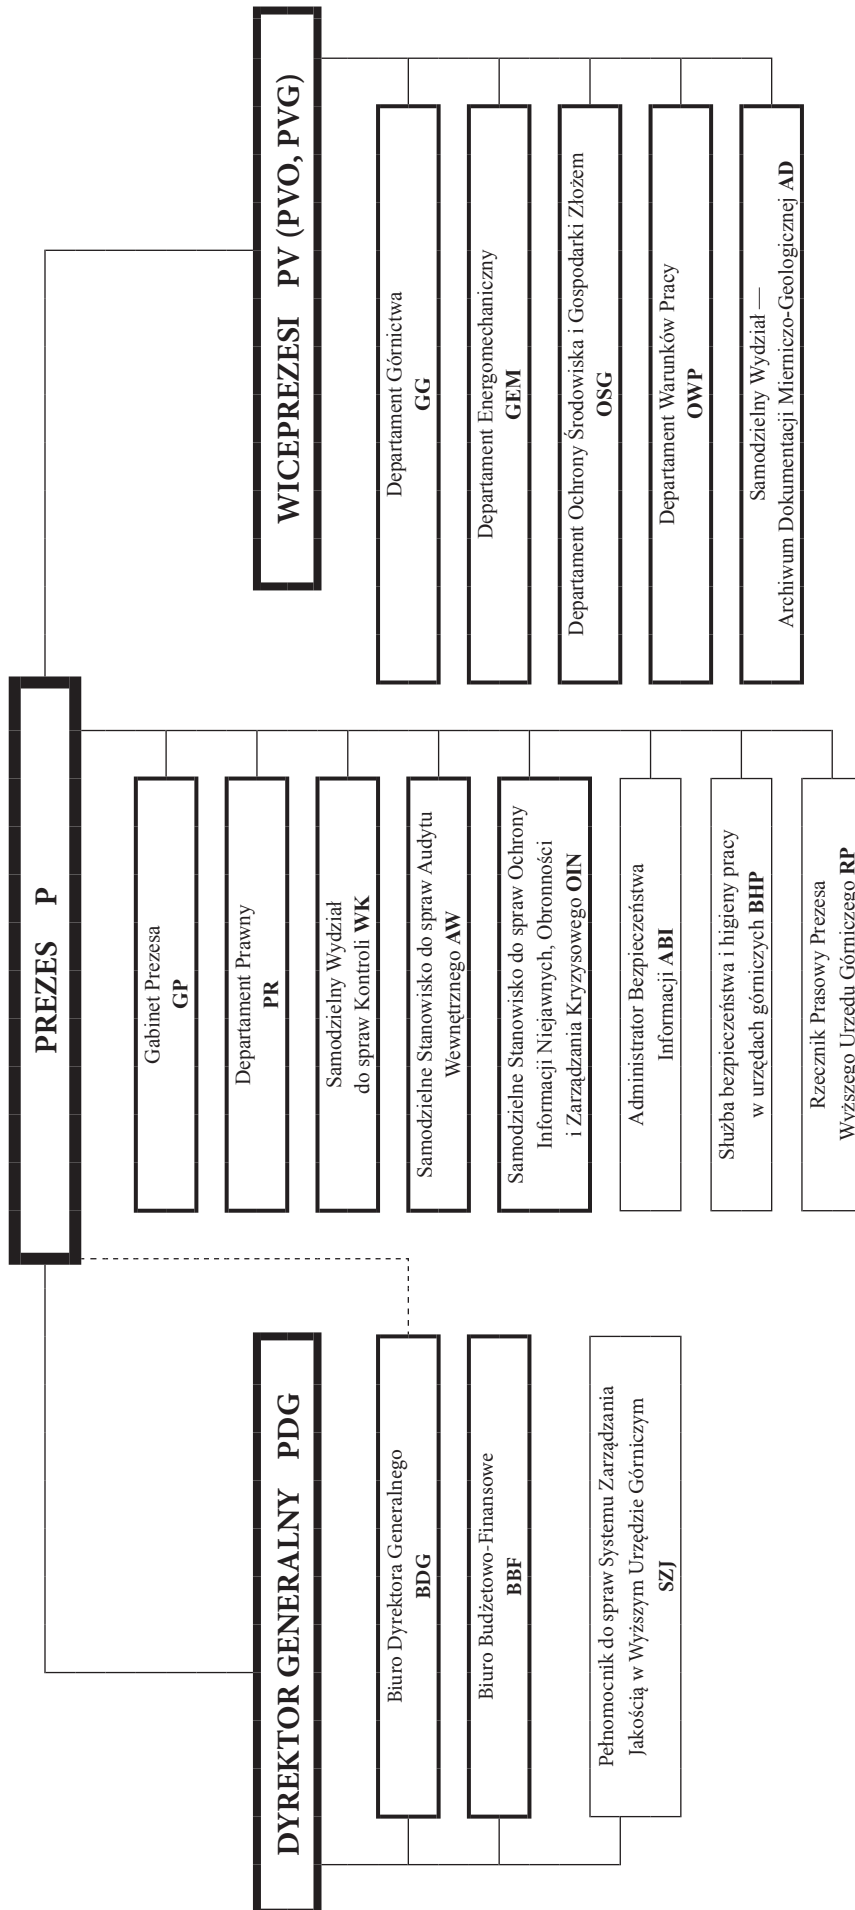 PREZES P
DYREKTOR GENERALNY PDG
WICEPREZESI PV (PVO, PVG)
Biuro Dyrektora Generalnego
BDG
Biuro Budżetowo-Finansowe
BBF
Pełnomocnik do spraw Systemu Zarządzania
Jakością w Wyższym Urzędzie Górniczym
SZJ
Gabinet Prezesa
GP
Departament Prawny
PR
Samodzielny Wydział
do spraw Kontroli WK
Samodzielne Stanowisko do spraw Audytu
Wewnętrznego AW
Samodzielne Stanowisko do spraw Ochrony
Informacji Niejawnych, Obronności
i Zarządzania Kryzysowego OIN
Administrator Bezpieczeństwa
Informacji ABI
Służba bezpieczeństwa i higieny pracy
w urzędach górniczych BHP
Rzecznik Prasowy Prezesa
Wyższego Urzędu Górniczego RP
Departament Górnictwa
GG
Departament Energomechaniczny
GEM
Departament Ochrony Środowiska i Gospodarki Złożem
OSG
Departament Warunków Pracy
OWP
Samodzielny Wydział —
Archiwum Dokumentacji Mierniczo-Geologicznej AD